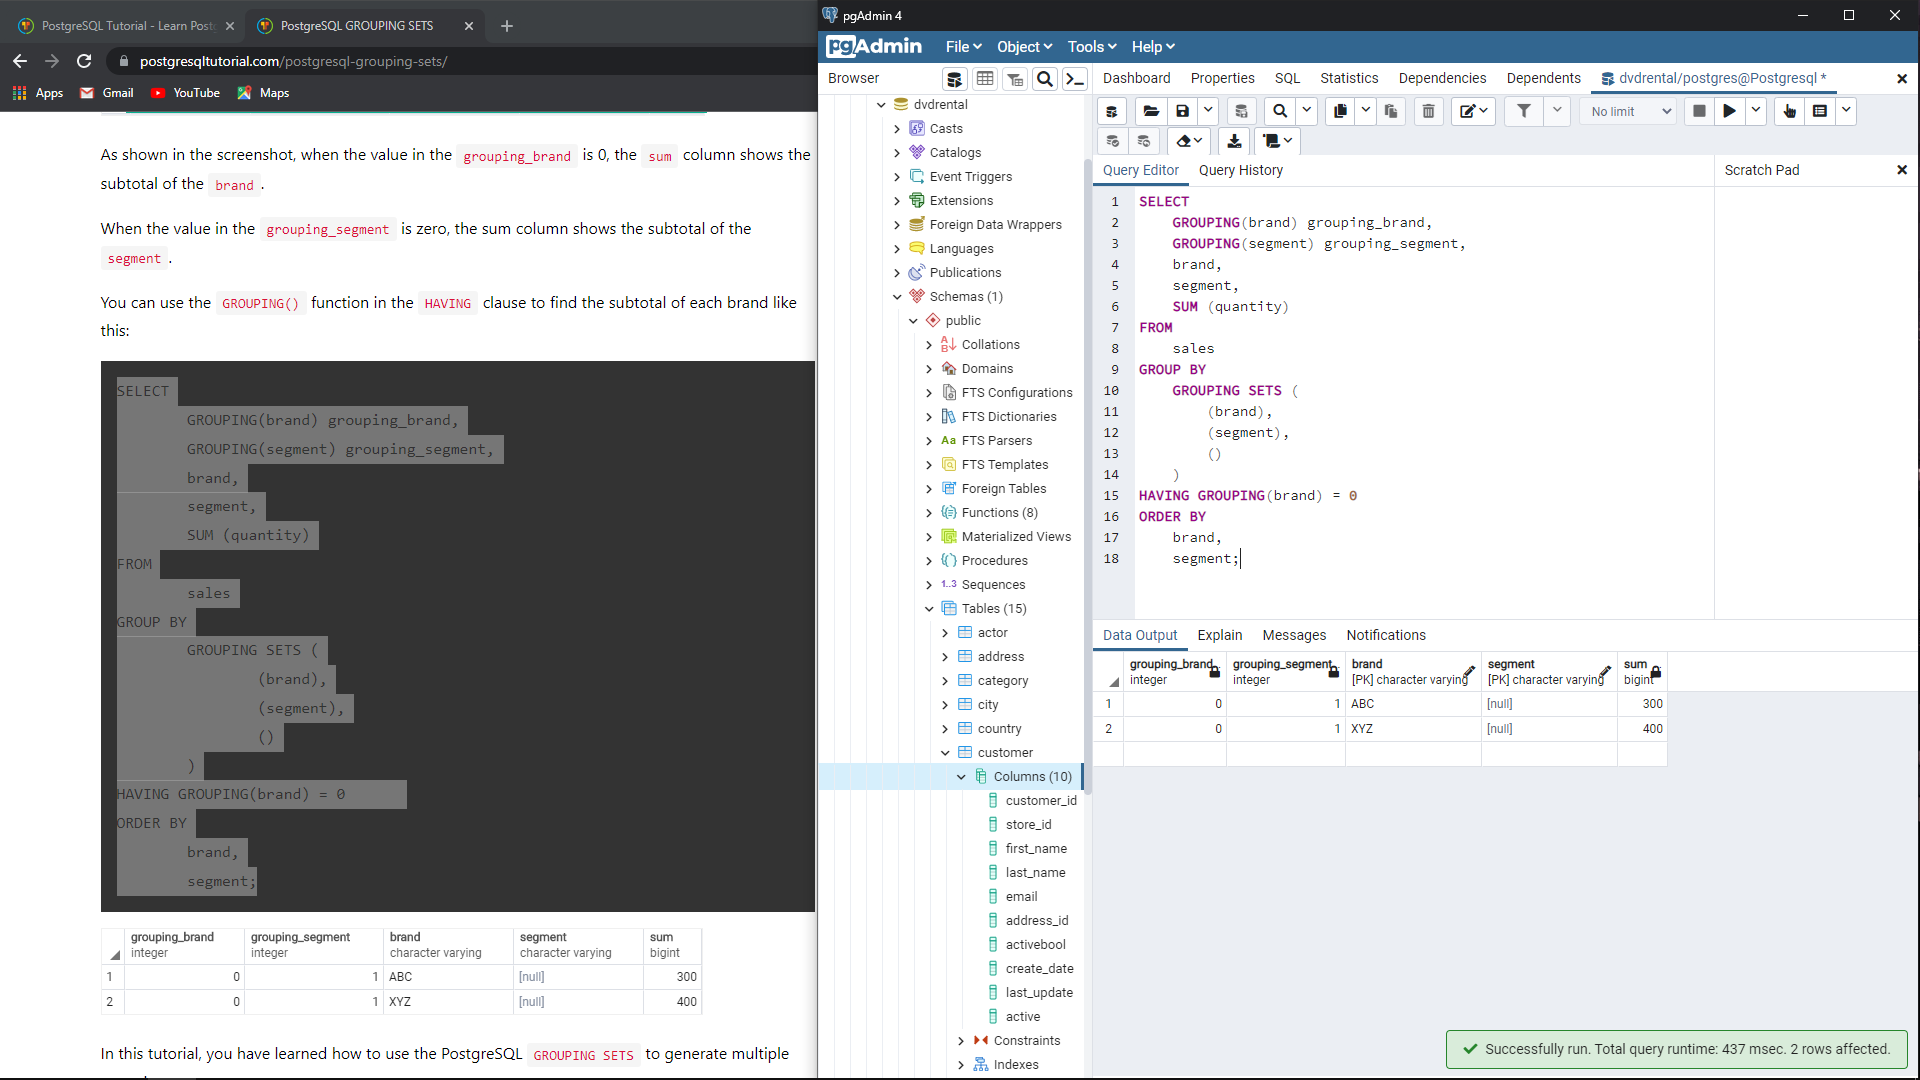 PostgreSQL Tutorial - Learn Post
PostgreSQL GROUPING SETS
postgresqltutorial.com/postgresql-grouping-sets/
Apps
Gmail
YouTube
Maps
As shown in the screenshot, when the value in the grouping_brand is 0, the sum column shows the
subtotal of the brand .
When the value in the grouping_segment is zero, the sum column shows the subtotal of the
segment .
You can use the GROUPING() function in the HAVING clause to find the subtotal of each brand like
this:
SELECT
GROUPING(brand) grouping_brand,
GROUPING(segment) grouping_segment,
brand,
segment,
SUM (quantity)
FROM
sales
GROUP BY
GROUPING SETS (
(brand),
(segment),
()
)
HAVING GROUPING(brand) = 0
ORDER BY
brand,
segment;
grouping_brand grouping_segment brand segment sum
integer integer character varying character varying bigint
1 0 1 ABC [null] 300
2 0 1 XYZ [null] 400
In this tutorial, you have learned how to use the PostgreSQL GROUPING SETS to generate multiple
pgAdmin 4
pgAdmin
File Object Tools Help
Browser
dvdrental
Casts
Catalogs
Event Triggers
Extensions
Foreign Data Wrappers
Languages
Publications
Schemas (1)
public
Collations
Domains
FTS Configurations
FTS Dictionaries
Aa FTS Parsers
FTS Templates
Foreign Tables
Functions (8)
Materialized Views
Procedures
1..3 Sequences
Tables (15)
actor
address
category
city
country
customer
Columns (10)
customer_id
store_id
first_name
last_name
email
address_id
activebool
create_date
last_update
active
Constraints
Indexes
Dashboard Properties SQL Statistics Dependencies Dependents dvdrental/postgres@Postgresql *
No limit
Query Editor Query History
Scratch Pad
1 SELECT
2 GROUPING(brand) grouping_brand,
3 GROUPING(segment) grouping_segment,
4 brand,
5 segment,
6 SUM (quantity)
7 FROM
8 sales
9 GROUP BY
10 GROUPING SETS (
11 (brand),
12 (segment),
13 ()
14 )
15 HAVING GROUPING(brand) = 0
16 ORDER BY
17 brand,
18 segment;
Data Output Explain Messages Notifications
grouping_brand grouping_segment brand segment sum
integer integer [PK] character varying [PK] character varying bigint
1 0 1 ABC [null] 300
2 0 1 XYZ [null] 400
Successfully run. Total query runtime: 437 msec. 2 rows affected.